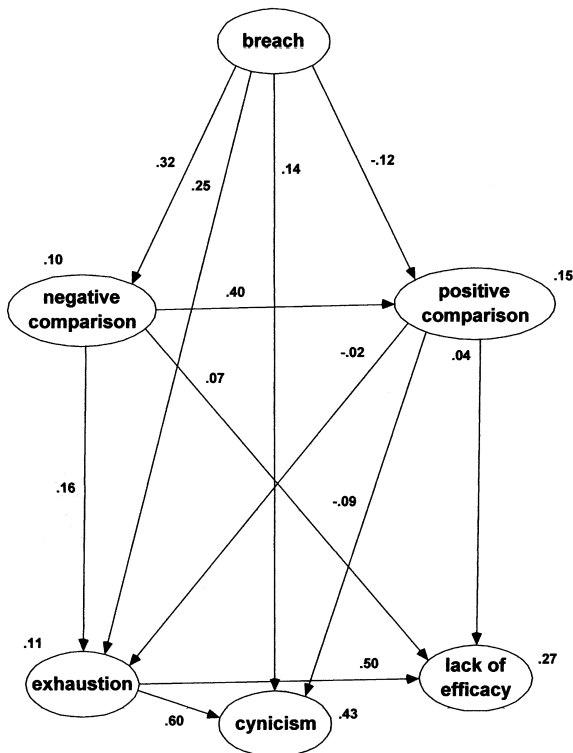 breach
.32
.25
.14
-.12
.10
negative
comparison
.40
positive
comparison
.15
.07
-.02
.04
.16
-.09
.11
exhaustion
.50
lack of
efficacy
.27
.60
cynicism
.43